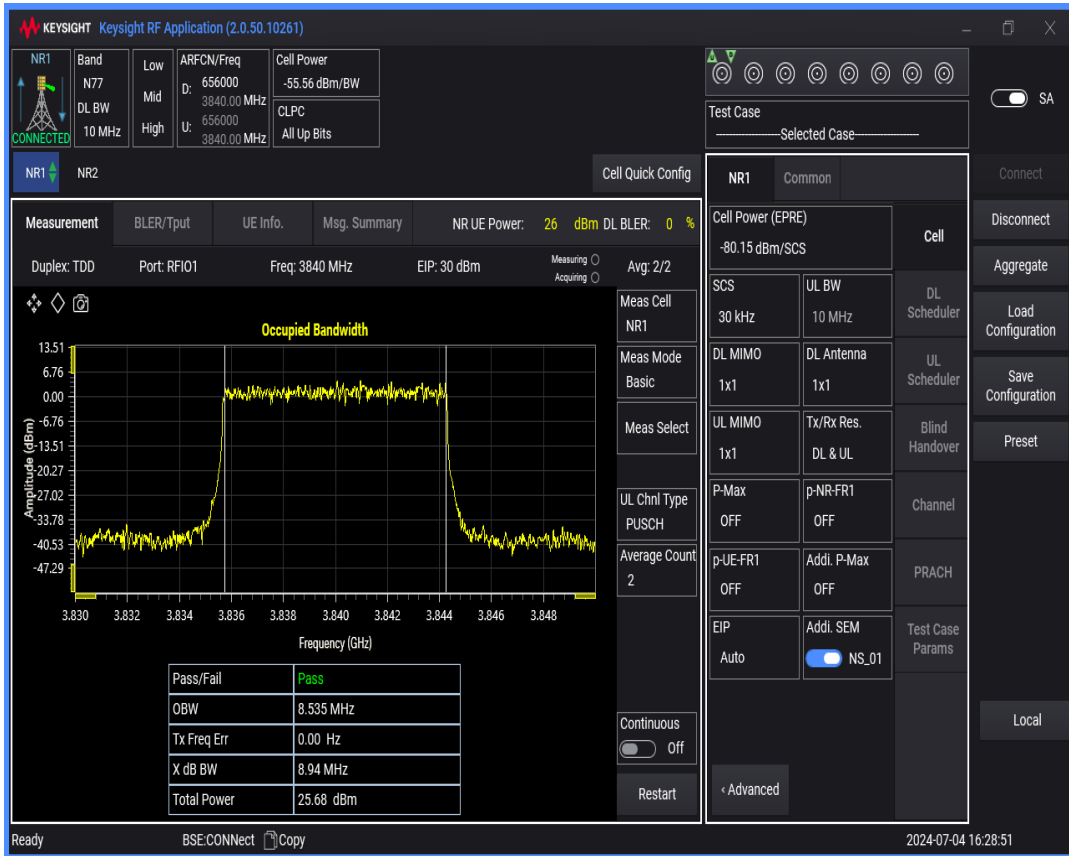 KEYSIGHT Keysight RF Application (2.0.50.10261)
NR1
CONNECTED
Band
N77
DL BW
10 MHz
Low
Mid
High
ARFCN/Freq
D: 656000
3840.00 MHz
U: 656000
3840.00 MHz
Cell Power
-55.56 dBm/BW
CLPC
All Up Bits
Test Case
--------------------Selected Case-----------------
SA
NR1 NR2 Cell Quick Config
NR1 Common
Connect
Disconnect
Aggregate
Load
Configuration
Save
Configuration
Preset
Local
Measurement BLER/Tput UE Info. Msg. Summary NR UE Power: 26 dBm DL BLER: 0 %
Duplex: TDD Port: RFIO1 Freq: 3840 MHz EIP: 30 dBm Measuring Avg: 2/2
Acquiring
Occupied Bandwidth
13.51
6.76
0.00
-6.76
-13.51
-20.27
-27.02
-33.78
-40.53
-47.29
Amplitude (dBm)
3.830 3.832 3.834 3.836 3.838 3.840 3.842 3.844 3.846 3.848
Frequency (GHz)
Pass/Fail Pass
OBW 8.535 MHz
Tx Freq Err 0.00 Hz
X dB BW 8.94 MHz
Total Power 25.68 dBm
Meas Cell
NR1
Meas Mode
Basic
Meas Select
UL Chnl Type
PUSCH
Average Count
2
Continuous
Off
Restart
Cell Power (EPRE)
-80.15 dBm/SCS
SCS
30 kHz
UL BW
10 MHz
DL MIMO
1x1
DL Antenna
1x1
UL MIMO
1x1
Tx/Rx Res.
DL & UL
P-Max
OFF
p-NR-FR1
OFF
p-UE-FR1
OFF
Addi. P-Max
OFF
EIP
Auto
Addi. SEM
NS_01
‹ Advanced
Cell
DL
Scheduler
UL
Scheduler
Blind
Handover
Channel
PRACH
Test Case
Params
Ready BSE:CONNect Copy 2024-07-04 16:28:51